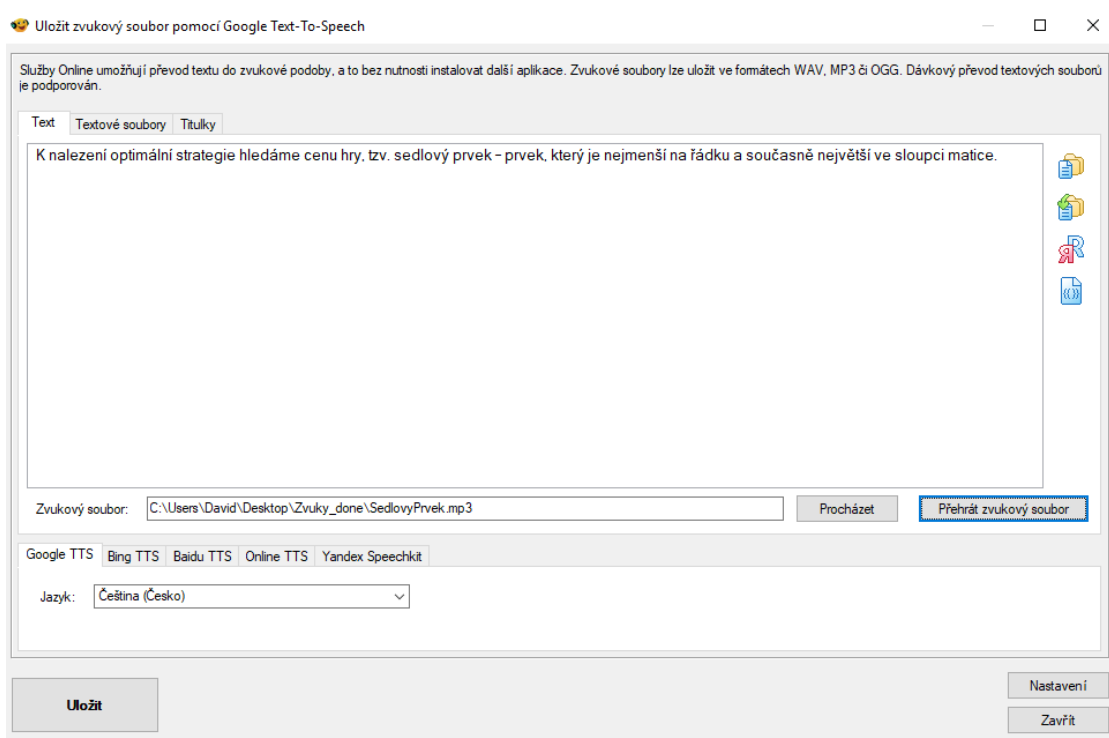 Uložit zvukový soubor pomocí Google Text-To-Speech
Služby Online umožňují převod textu do zvukové podoby, a to bez nutnosti instalovat další aplikace. Zvukové soubory lze uložit ve formátech WAV, MP3 či OGG. Dávkový převod textových souborů
je podporován.
Text Textové soubory Titulky
K nalezení optimální strategie hledáme cenu hry, tzv. sedlový prvek – prvek, který je nejmenší na řádku a současně největší ve sloupci matice.
Zvukový soubor: C:\Users\David\Desktop\Zvuky_done\SedlovyPrvek.mp3 Procházet Přehrát zvukový soubor
Google TTS Bing TTS Baidu TTS Online TTS Yandex Speechkit
Jazyk: Čeština (Česko)
Nastavení
Uložit
Zavřít